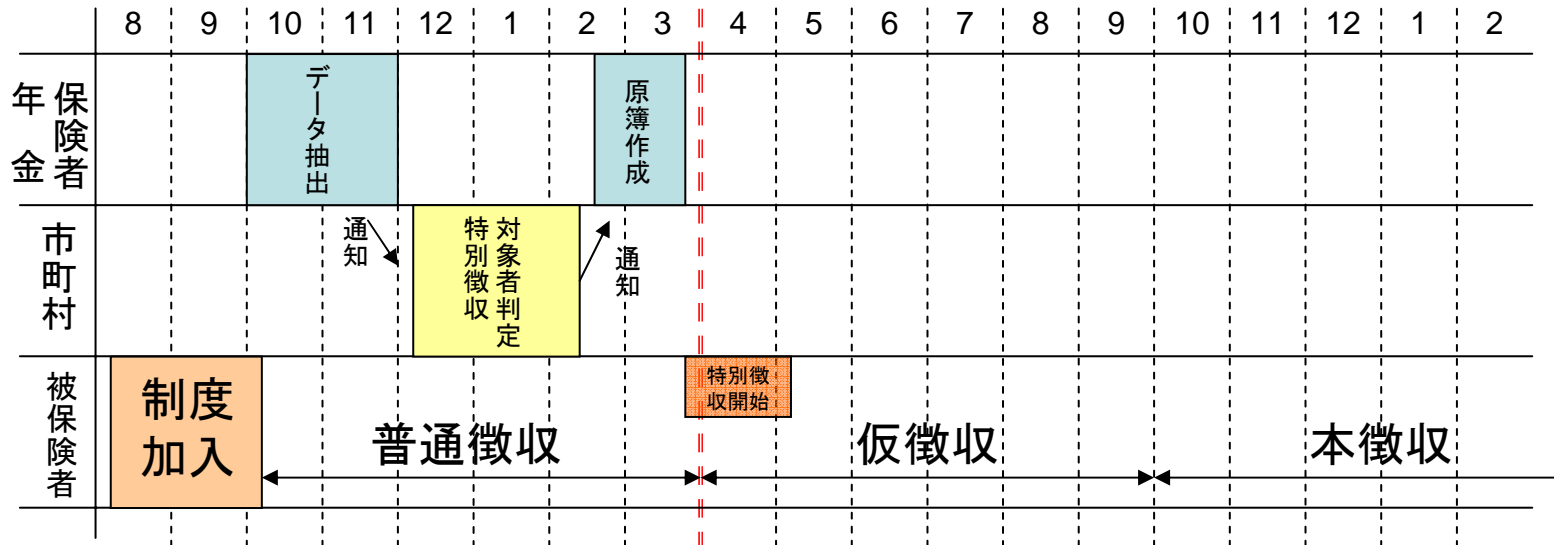 8 9 10 11 12 1 2 3 4 5 6 7 8 9 10 11 12 1 2
年金
保険者
データ抽出
原簿作成
市町村
通知
特別徴収
対象者判定
通知
被保険者
制度
加入
普通徴収
特別徴
収開始
仮徴収
本徴収